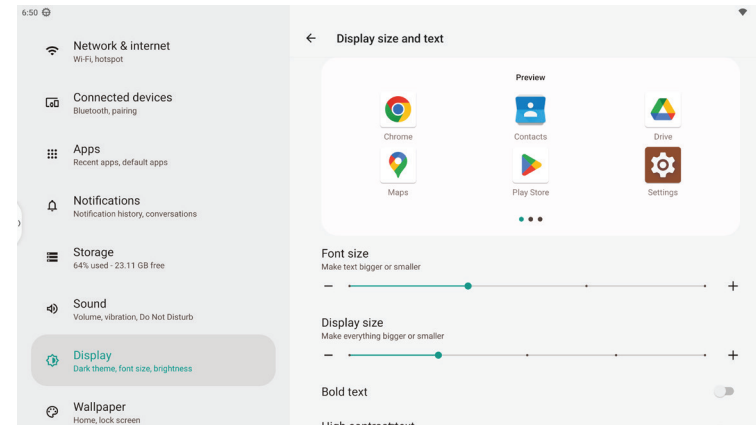 6:50
Network & internet
Wi-Fi, hotspot
Connected devices
Bluetooth, pairing
Apps
Recent apps, default apps
Notifications
Notification history, conversations
Storage
64% used - 23.11 GB free
Sound
Volume, vibration, Do Not Disturb
Display
Dark theme, font size, brightness
Wallpaper
Home, lock screen
Display size and text
Preview
Chrome
Contacts
Drive
Maps
Play Store
Settings
Font size
Make text bigger or smaller
Display size
Make everything bigger or smaller
Bold text
High contrast text